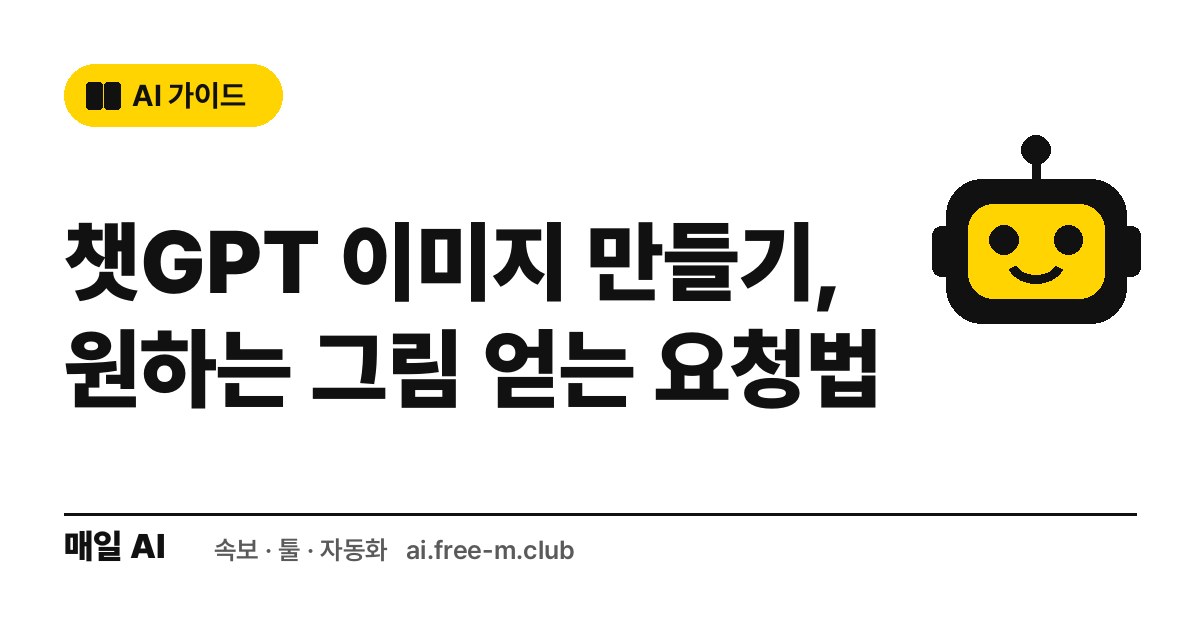 AI 가이드
챗GPT 이미지 만들기,
원하는 그림 얻는 요청법
매일 AI 속보 · 툴 · 자동화 ai.free-m.club